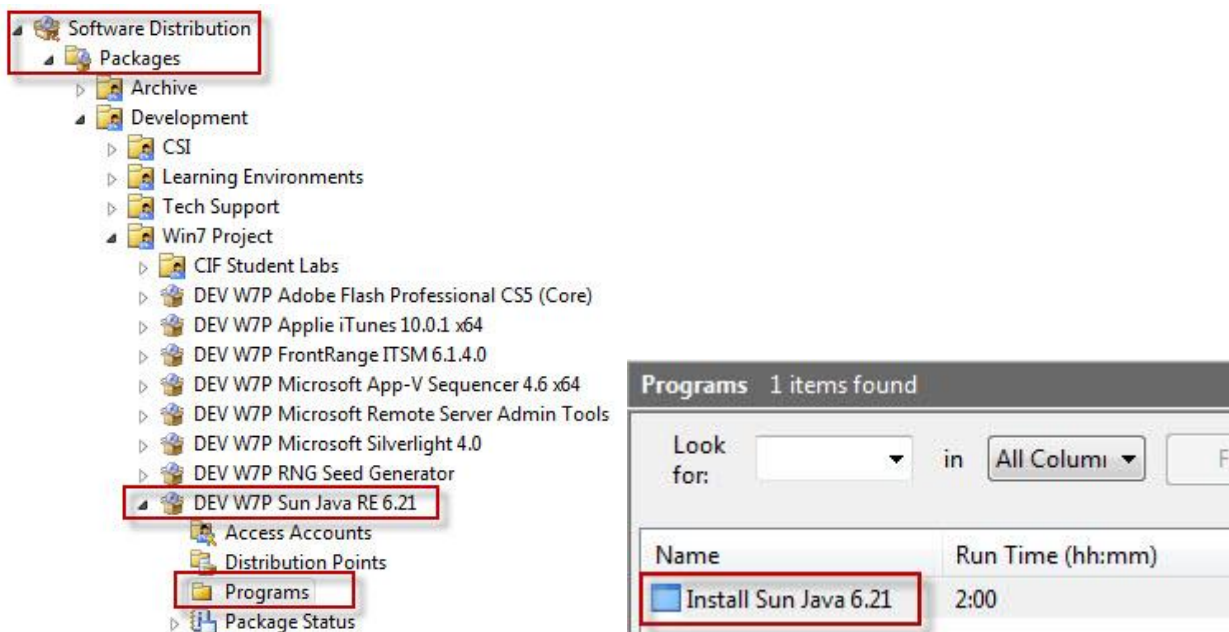 Software Distribution
Packages
Archive
Development
CSI
Learning Environments
Tech Support
Win7 Project
CIF Student Labs
DEV W7P Adobe Flash Professional CS5 (Core)
DEV W7P Applie iTunes 10.0.1 x64
DEV W7P FrontRange ITSM 6.1.4.0
DEV W7P Microsoft App-V Sequencer 4.6 x64
DEV W7P Microsoft Remote Server Admin Tools
DEV W7P Microsoft Silverlight 4.0
DEV W7P RNG Seed Generator
DEV W7P Sun Java RE 6.21
Access Accounts
Distribution Points
Programs
Package Status
Programs 1 items found
Look for: in All Colum
Name Run Time (hh:mm)
Install Sun Java 6.21 2:00